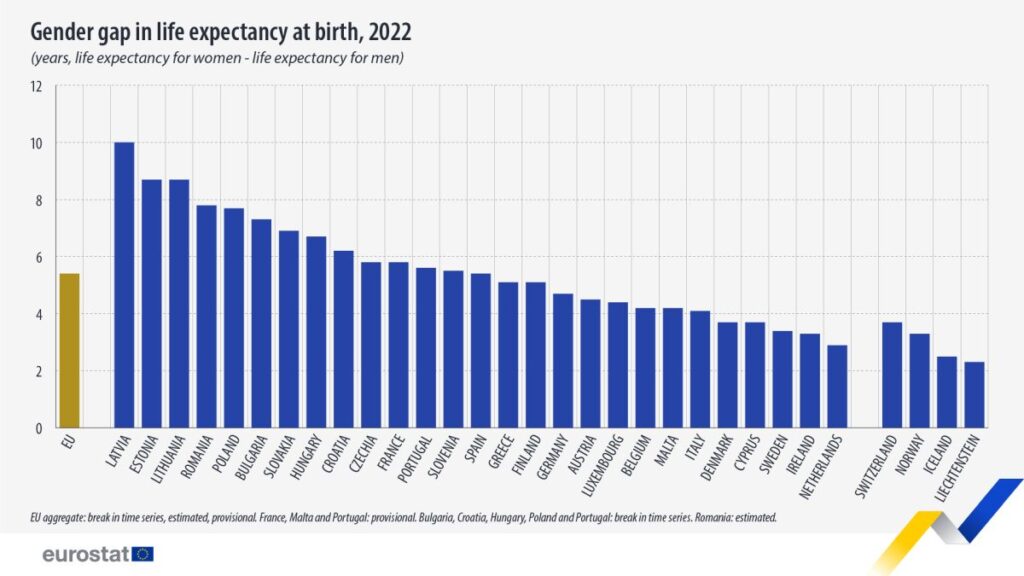 Gender gap in life expectancy at birth, 2022
(years, life expectancy for women - life expectancy for men)
12
10
8
6
4
2
0
EU
LATVIA
ESTONIA
LITHUANIA
ROMANIA
POLAND
BULGARIA
SLOVAKIA
HUNGARY
CROATIA
CZECHIA
FRANCE
PORTUGAL
SLOVENIA
SPAIN
GREECE
FINLAND
GERMANY
AUSTRIA
LUXEMBOURG
BELGIUM
MALTA
ITALY
DENMARK
CYPRUS
SWEDEN
IRELAND
NETHERLANDS
SWITZERLAND
NORWAY
ICELAND
LIECHTENSTEIN
EU aggregate: break in time series, estimated, provisional. France, Malta and Portugal: provisional. Bulgaria, Croatia, Hungary, Poland and Portugal: break in time series. Romania: estimated.
eurostat